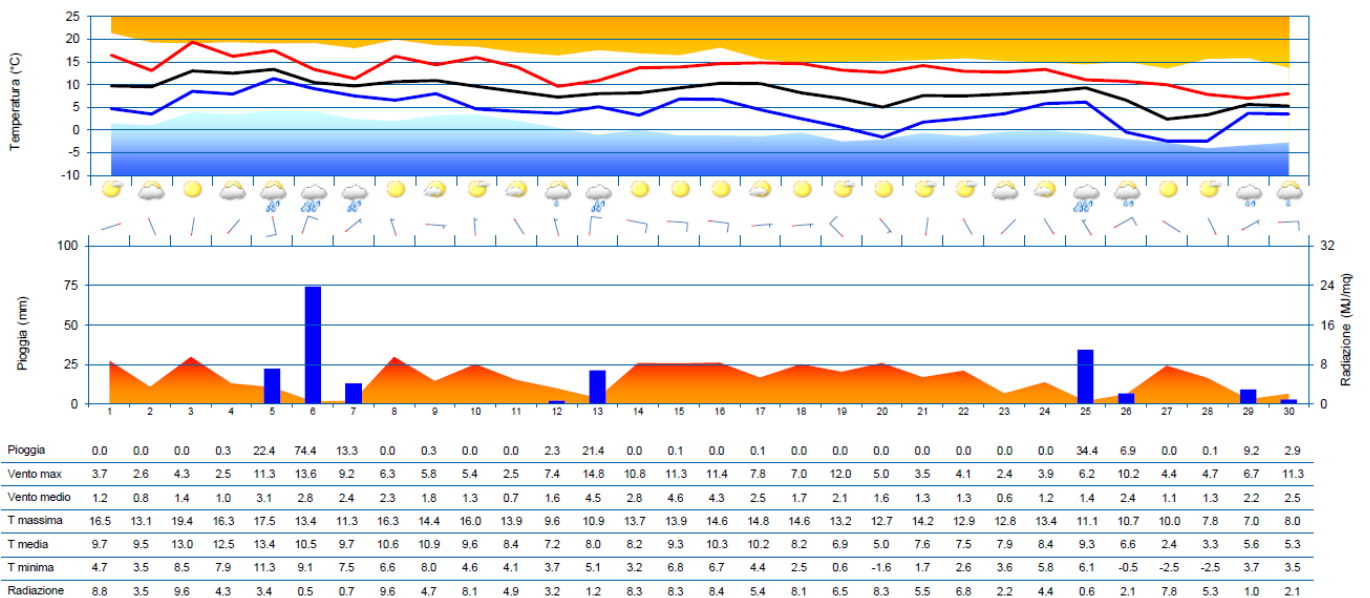 Temperatura (°C)
25
20
15
10
5
0
-5
-10
Pioggia (mm)
100
75
50
25
0
Radiazione (MJ/mq)
32
24
16
8
0
1 2 3 4 5 6 7 8 9 10 11 12 13 14 15 16 17 18 19 20 21 22 23 24 25 26 27 28 29 30
Pioggia 0.0 0.0 0.0 0.3 22.4 74.4 13.3 0.0 0.3 0.0 0.0 2.3 21.4 0.0 0.1 0.0 0.1 0.0 0.0 0.0 0.0 0.0 0.0 0.0 34.4 6.9 0.0 0.1 9.2 2.9
Vento max 3.7 2.6 4.3 2.5 11.3 13.6 9.2 6.3 5.8 5.4 2.5 7.4 14.8 10.8 11.3 11.4 7.8 7.0 12.0 5.0 3.5 4.1 2.4 3.9 6.2 10.2 4.4 4.7 6.7 11.3
Vento medio 1.2 0.8 1.4 1.0 3.1 2.8 2.4 2.3 1.8 1.3 0.7 1.6 4.5 2.8 4.6 4.3 2.5 1.7 2.1 1.6 1.3 1.3 0.6 1.2 1.4 2.4 1.1 1.3 2.2 2.5
T massima 16.5 13.1 19.4 16.3 17.5 13.4 11.3 16.3 14.4 16.0 13.9 9.6 10.9 13.7 13.9 14.6 14.8 14.6 13.2 12.7 14.2 12.9 12.8 13.4 11.1 10.7 10.0 7.8 7.0 8.0
T media 9.7 9.5 13.0 12.5 13.4 10.5 9.7 10.6 10.9 9.6 8.4 7.2 8.0 8.2 9.3 10.3 10.2 8.2 6.9 5.0 7.6 7.5 7.9 8.4 9.3 6.6 2.4 3.3 5.6 5.3
T minima 4.7 3.5 8.5 7.9 11.3 9.1 7.5 6.6 8.0 4.6 4.1 3.7 5.1 3.2 6.8 6.7 4.4 2.5 0.6 -1.6 1.7 2.6 3.6 5.8 6.1 -0.5 -2.5 -2.5 3.7 3.5
Radiazione 8.8 3.5 9.6 4.3 3.4 0.5 0.7 9.6 4.7 8.1 4.9 3.2 1.2 8.3 8.3 8.4 5.4 8.1 6.5 8.3 5.5 6.8 2.2 4.4 0.6 2.1 7.8 5.3 1.0 2.1